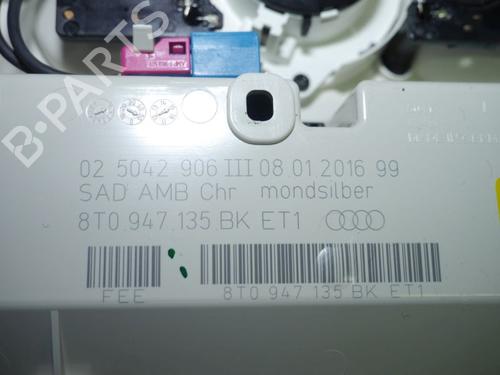 B-PARTS
02 5042 906 III 08.01.2016 99
SAD AMB Chr mondsilber
8T0 947 135 BK ET1
FEE
8T0 947 135 BK ET1